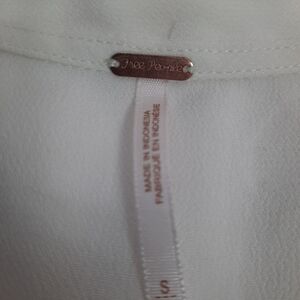 Free People
MADE IN INDONESIA
FABRIQUÉ EN INDONÉSIE
S